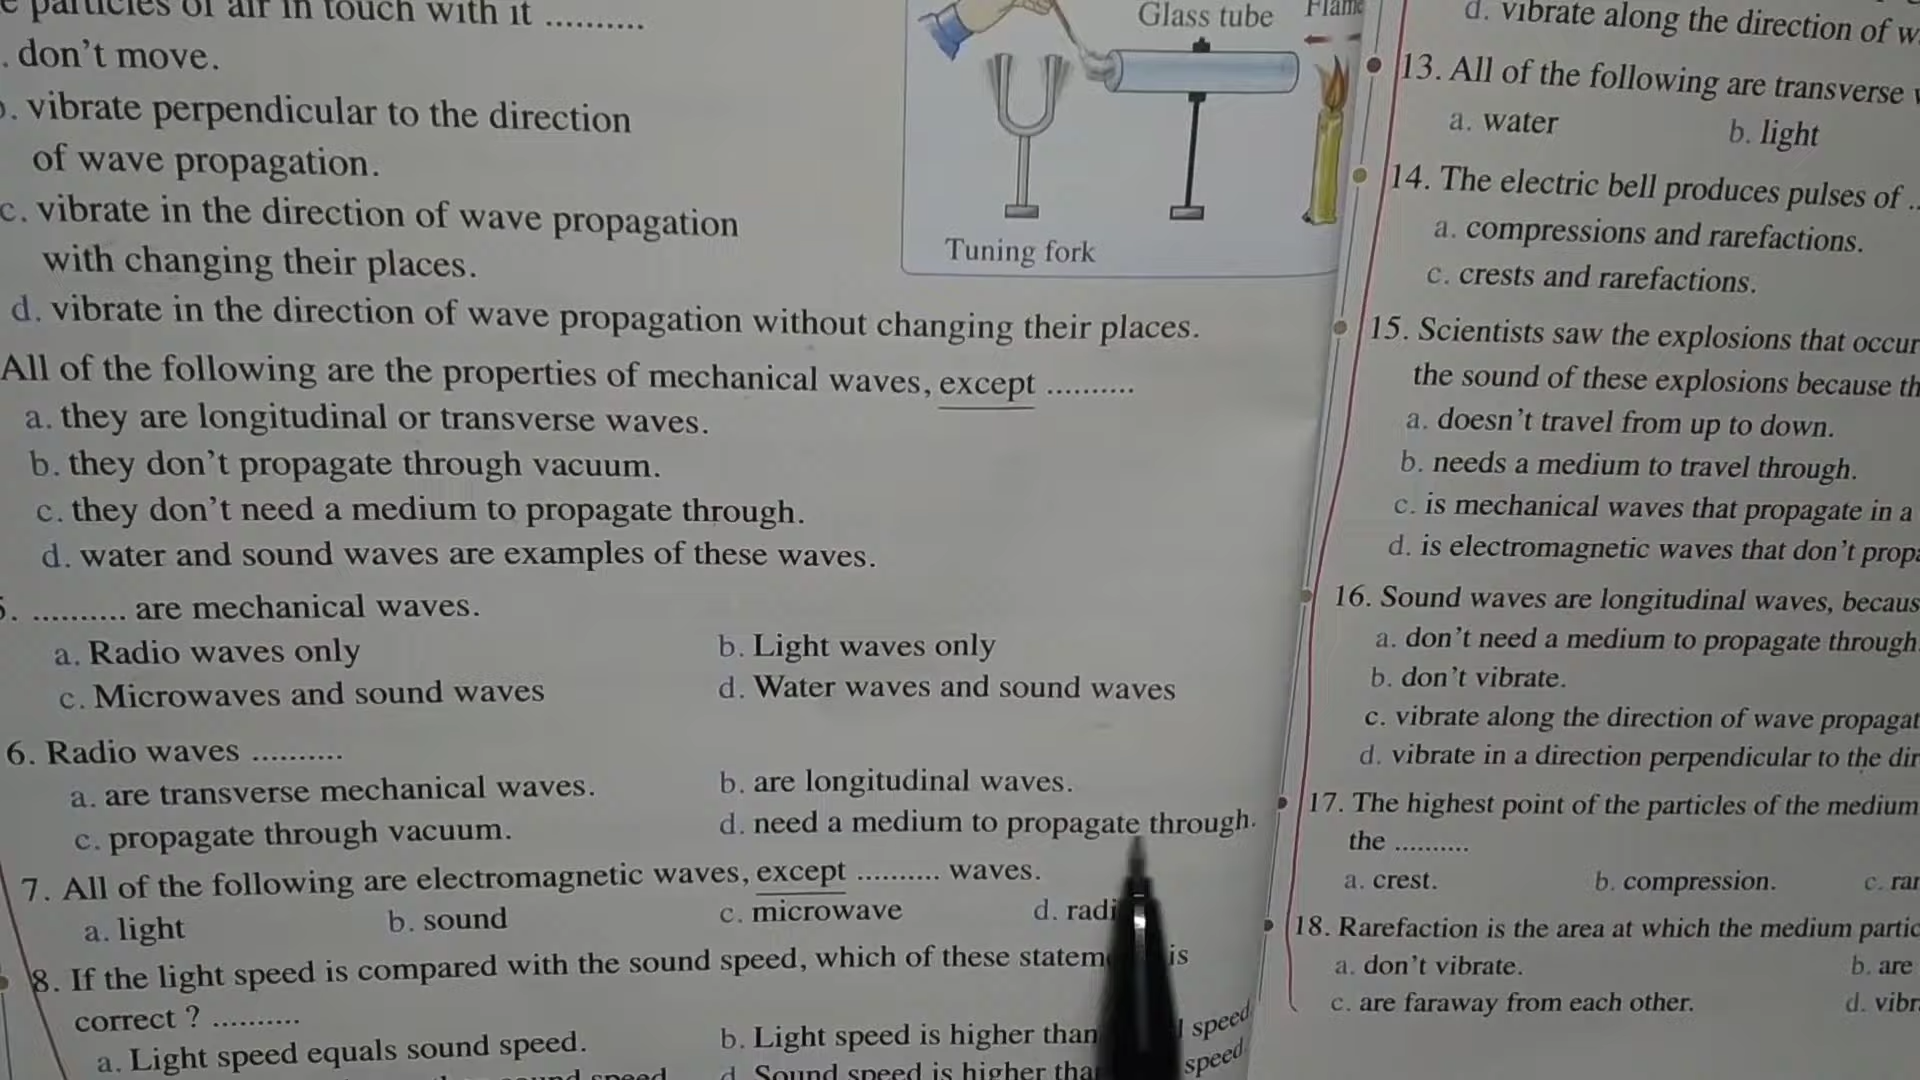 particles of air in touch with it ..........
. don't move.
. vibrate perpendicular to the direction
of wave propagation.
c. vibrate in the direction of wave propagation
with changing their places.
d. vibrate in the direction of wave propagation without changing their places.
Glass tube
Flame
Tuning fork
All of the following are the properties of mechanical waves, except ..........
a. they are longitudinal or transverse waves.
b. they don't propagate through vacuum.
c. they don't need a medium to propagate through.
d. water and sound waves are examples of these waves.
.......... are mechanical waves.
a. Radio waves only
b. Light waves only
c. Microwaves and sound waves
d. Water waves and sound waves
6. Radio waves ..........
a. are transverse mechanical waves.
b. are longitudinal waves.
c. propagate through vacuum.
d. need a medium to propagate through.
7. All of the following are electromagnetic waves, except .......... waves.
a. light
b. sound
c. microwave
d. radi
8. If the light speed is compared with the sound speed, which of these statem is
correct ? ..........
a. Light speed equals sound speed.
b. Light speed is higher than speed
d. Sound speed is higher tha speed.
d. vibrate along the direction of w
13. All of the following are transverse
a. water
b. light
14. The electric bell produces pulses of
a. compressions and rarefactions.
c. crests and rarefactions.
15. Scientists saw the explosions that occur
the sound of these explosions because th
a. doesn't travel from up to down.
b. needs a medium to travel through.
c. is mechanical waves that propagate in a
d. is electromagnetic waves that don't propa
16. Sound waves are longitudinal waves, becaus
a. don't need a medium to propagate through.
b. don't vibrate.
c. vibrate along the direction of wave propagat
d. vibrate in a direction perpendicular to the dir
17. The highest point of the particles of the medium
the ..........
a. crest.
b. compression.
c. rar
18. Rarefaction is the area at which the medium partic
a. don't vibrate.
b. are
c. are faraway from each other.
d. vibr